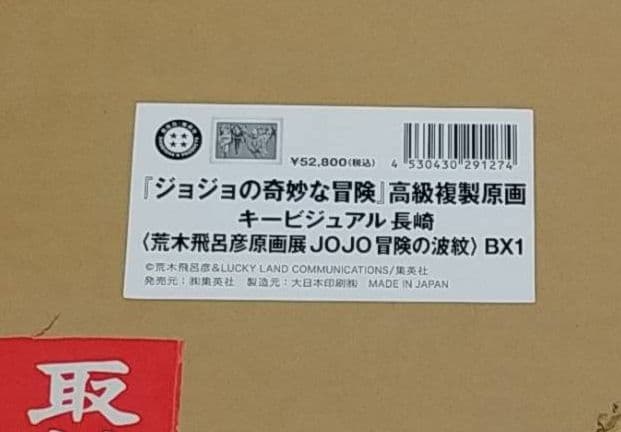 ¥52,800(税込)
4 530430 291274
『ジョジョの奇妙な冒険』高級複製原画
キービジュアル 長崎
〈荒木飛呂彦原画展 JOJO 冒険の波紋〉BX1
©荒木飛呂彦&LUCKY LAND COMMUNICATIONS/集英社
発売元:㈱集英社 製造元:大日本印刷㈱ MADE IN JAPAN
取